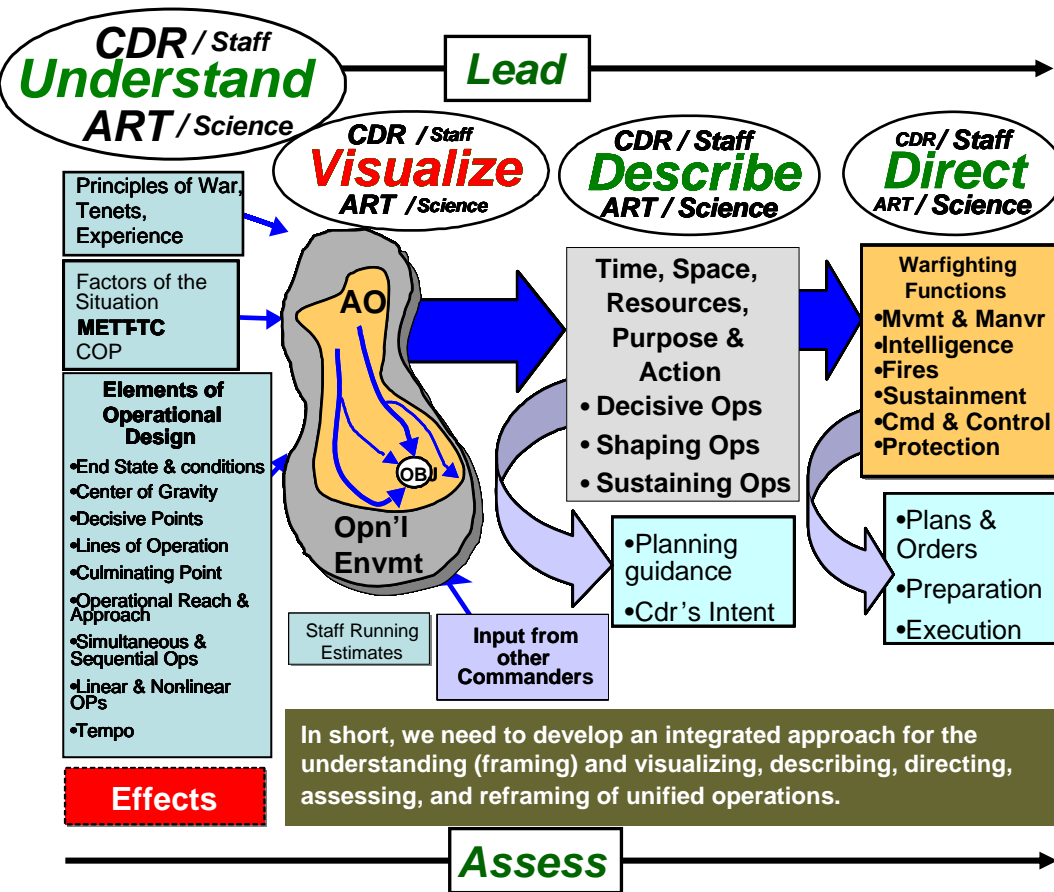 CDR / Staff
Understand
ART / Science
Lead
CDR / Staff
Visualize
ART / Science
CDR / Staff
Describe
ART / Science
CDR / Staff
Direct
ART / Science
Principles of War,
Tenets,
Experience
Factors of the
Situation
METT-TC
COP
Elements of
Operational
Design
•End State & conditions
•Center of Gravity
•Decisive Points
•Lines of Operation
•Culminating Point
•Operational Reach &
Approach
•Simultaneous &
Sequential Ops
•Linear & Nonlinear
OPs
•Tempo
Effects
AO
OBJ
Opn'l
Envmt
Staff Running
Estimates
Input from
other
Commanders
Time, Space,
Resources,
Purpose &
Action
• Decisive Ops
• Shaping Ops
• Sustaining Ops
•Planning
guidance
•Cdr's Intent
Warfighting
Functions
•Mvmt & Manvr
•Intelligence
•Fires
•Sustainment
•Cmd & Control
•Protection
•Plans &
Orders
•Preparation
•Execution
In short, we need to develop an integrated approach for the
understanding (framing) and visualizing, describing, directing,
assessing, and reframing of unified operations.
Assess